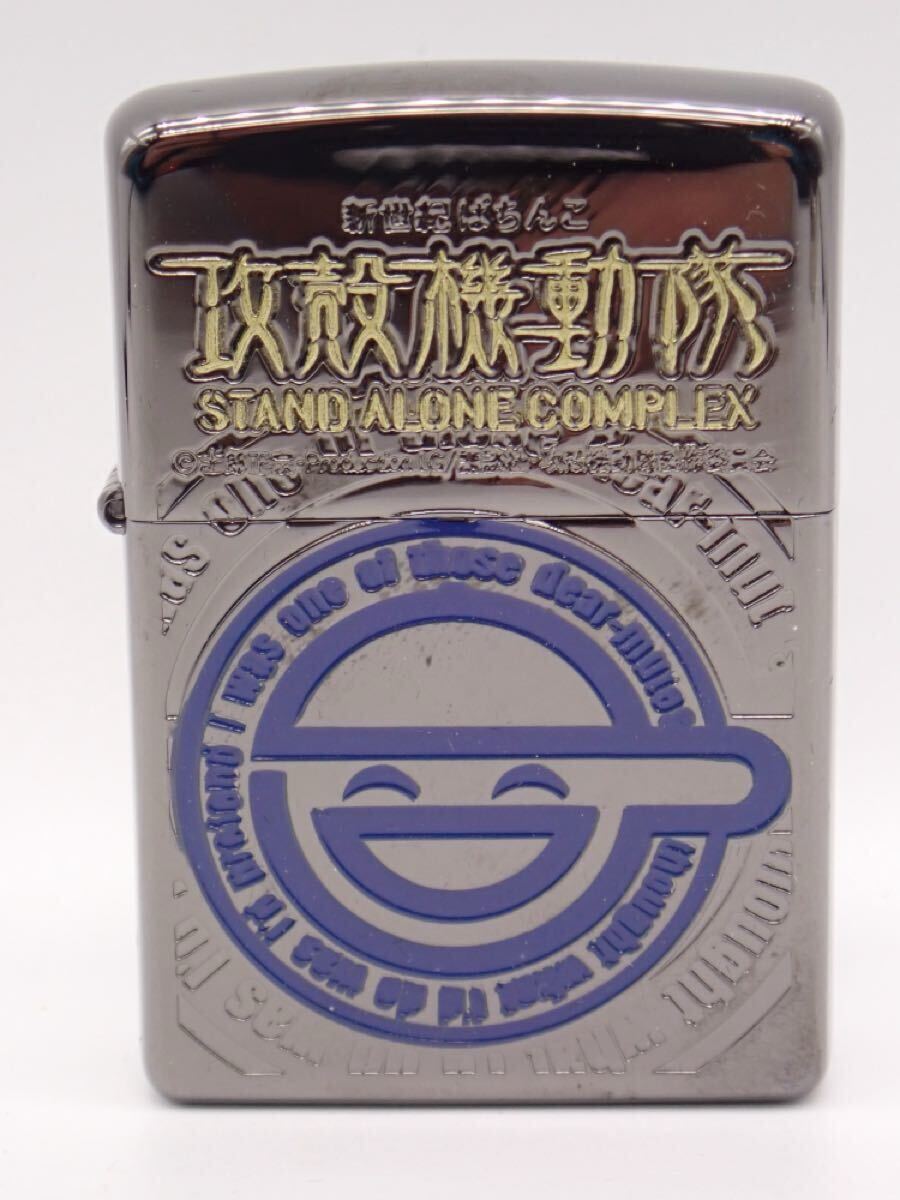 新世紀ぱちんこ
攻殻機動隊
STAND ALONE COMPLEX
I thought what I'd do was I'd pretend I was one of those deaf-mutes